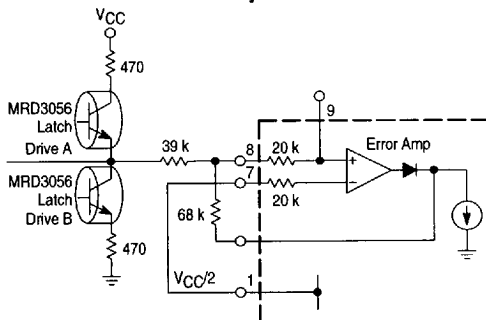 VCC
470
MRD3056
Latch
Drive A
39 k
8
20 k
9
Error Amp
+
7
20 k
−
MRD3056
Latch
Drive B
68 k
470
VCC/2
1